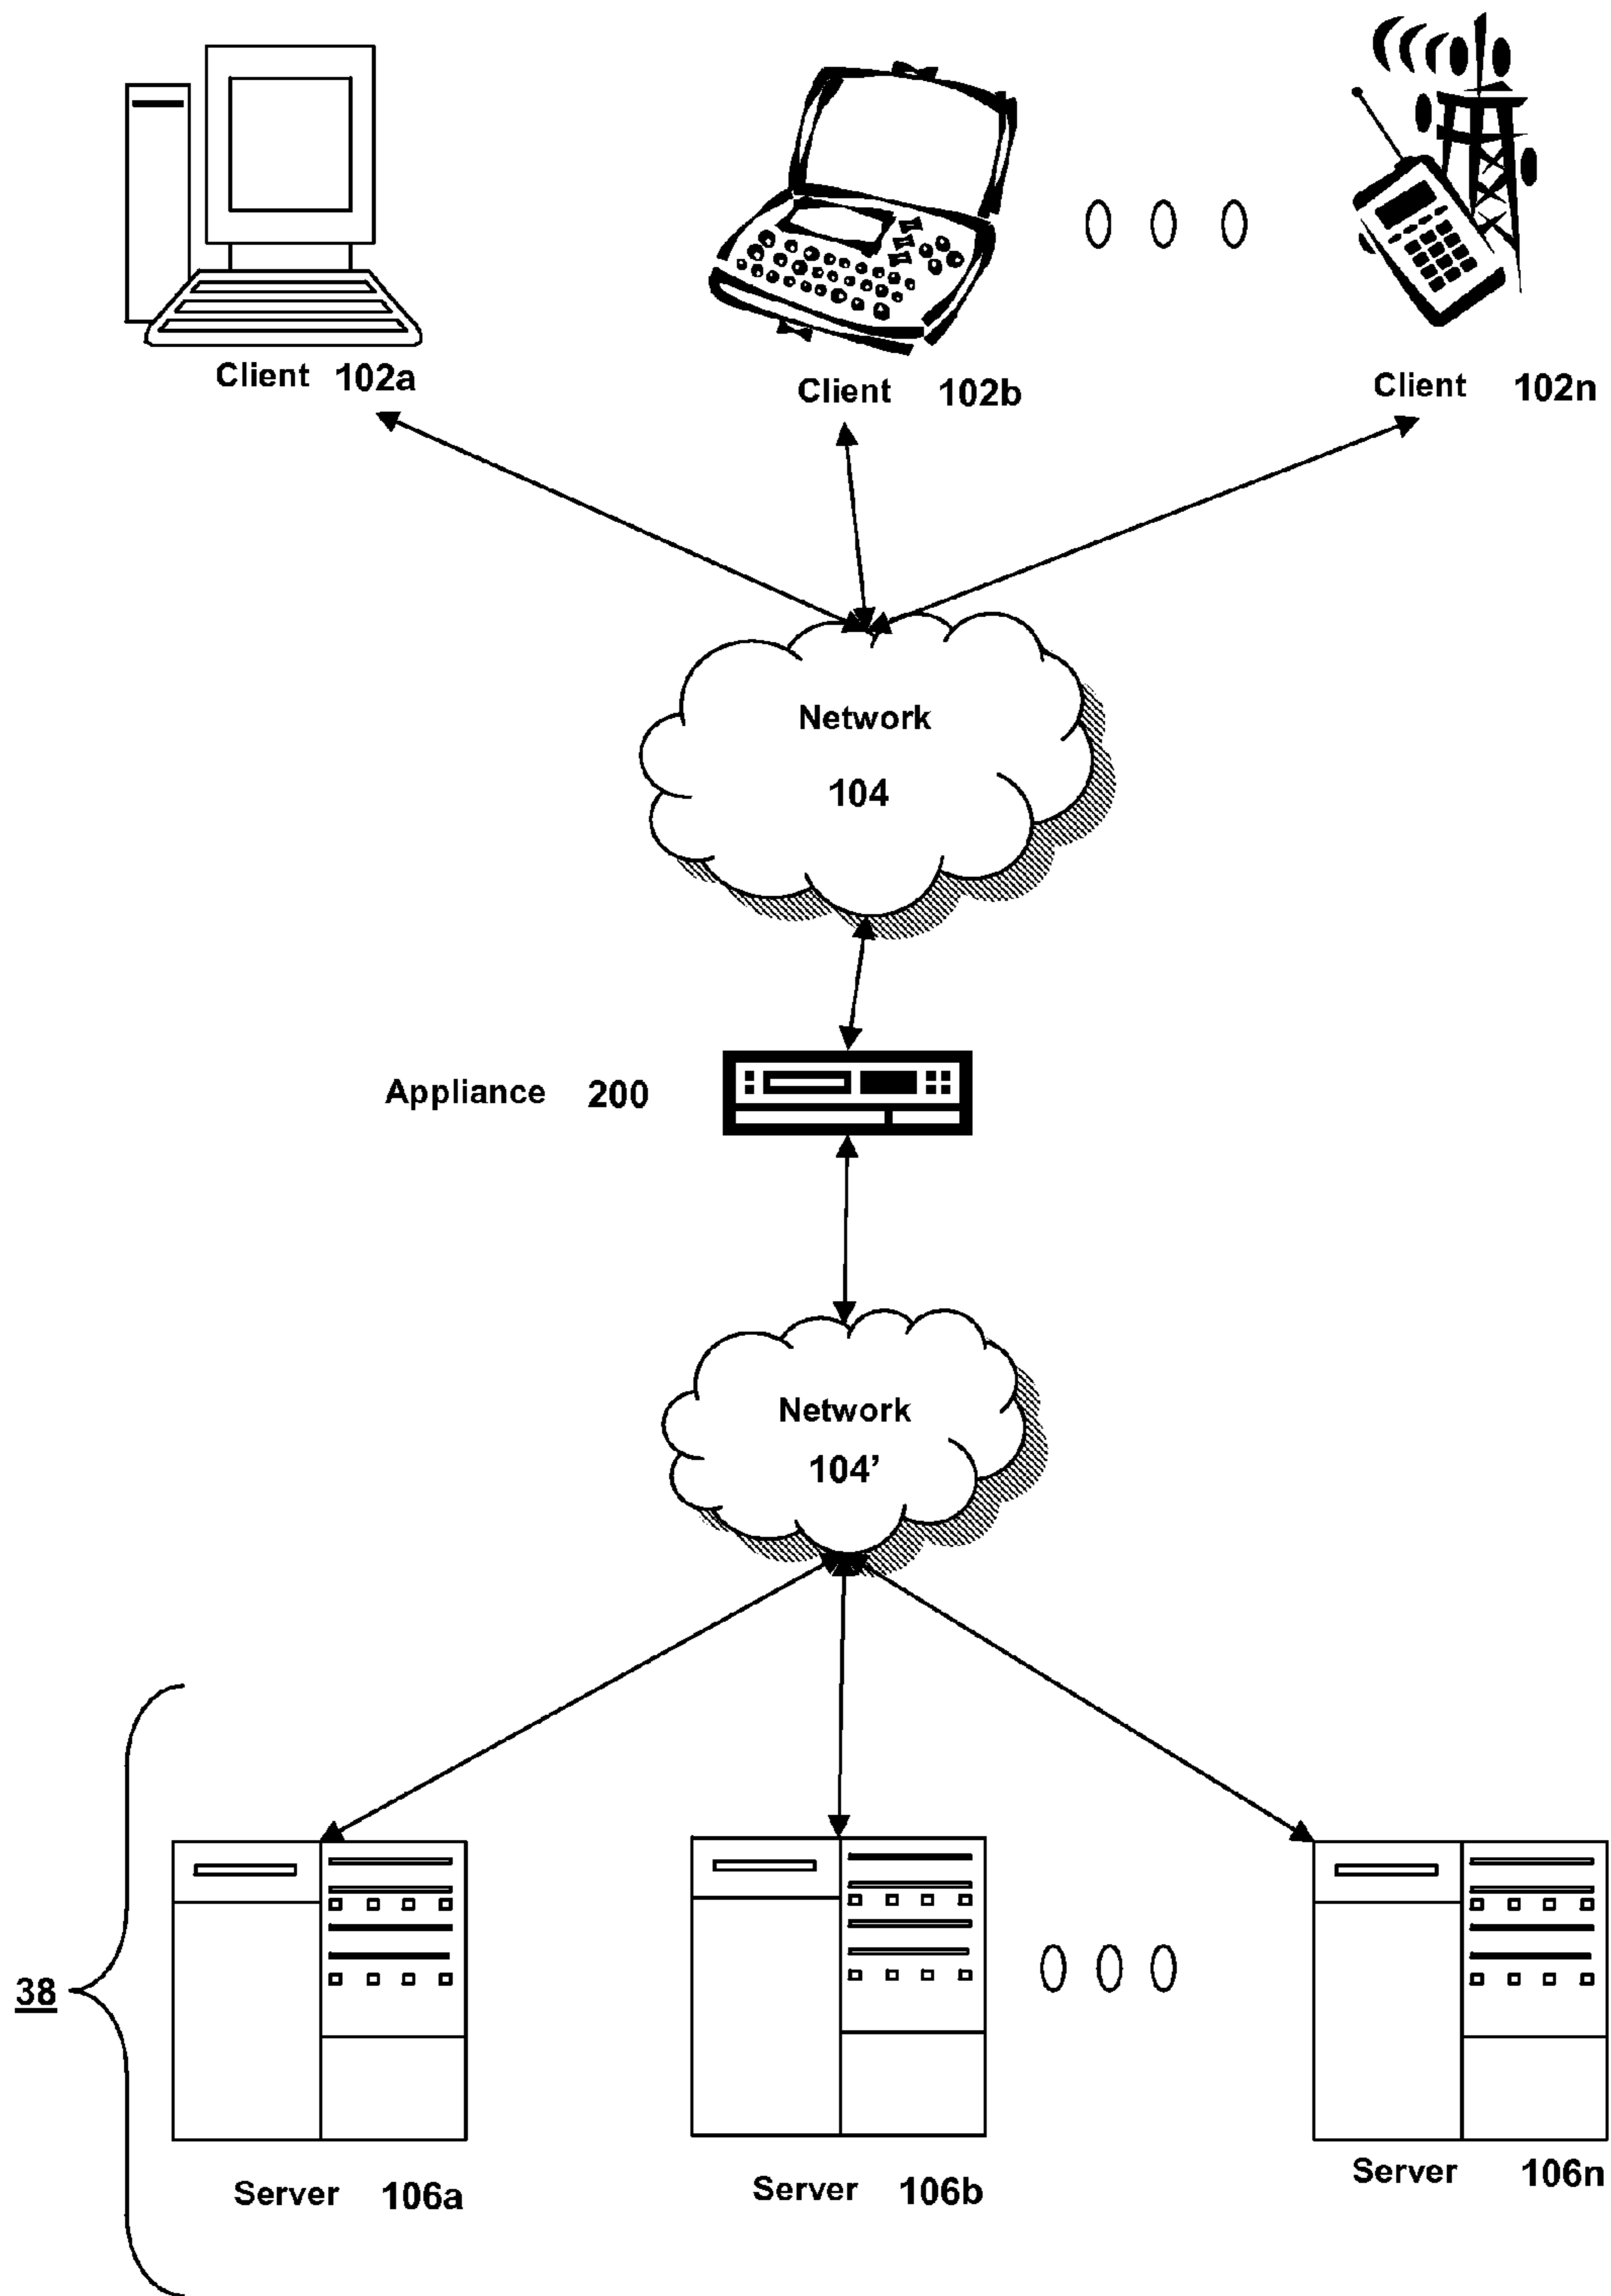 Client 102a
Client 102b
Client 102n
Network
104
Appliance 200
Network
104’
38
Server 106a
Server 106b
Server 106n